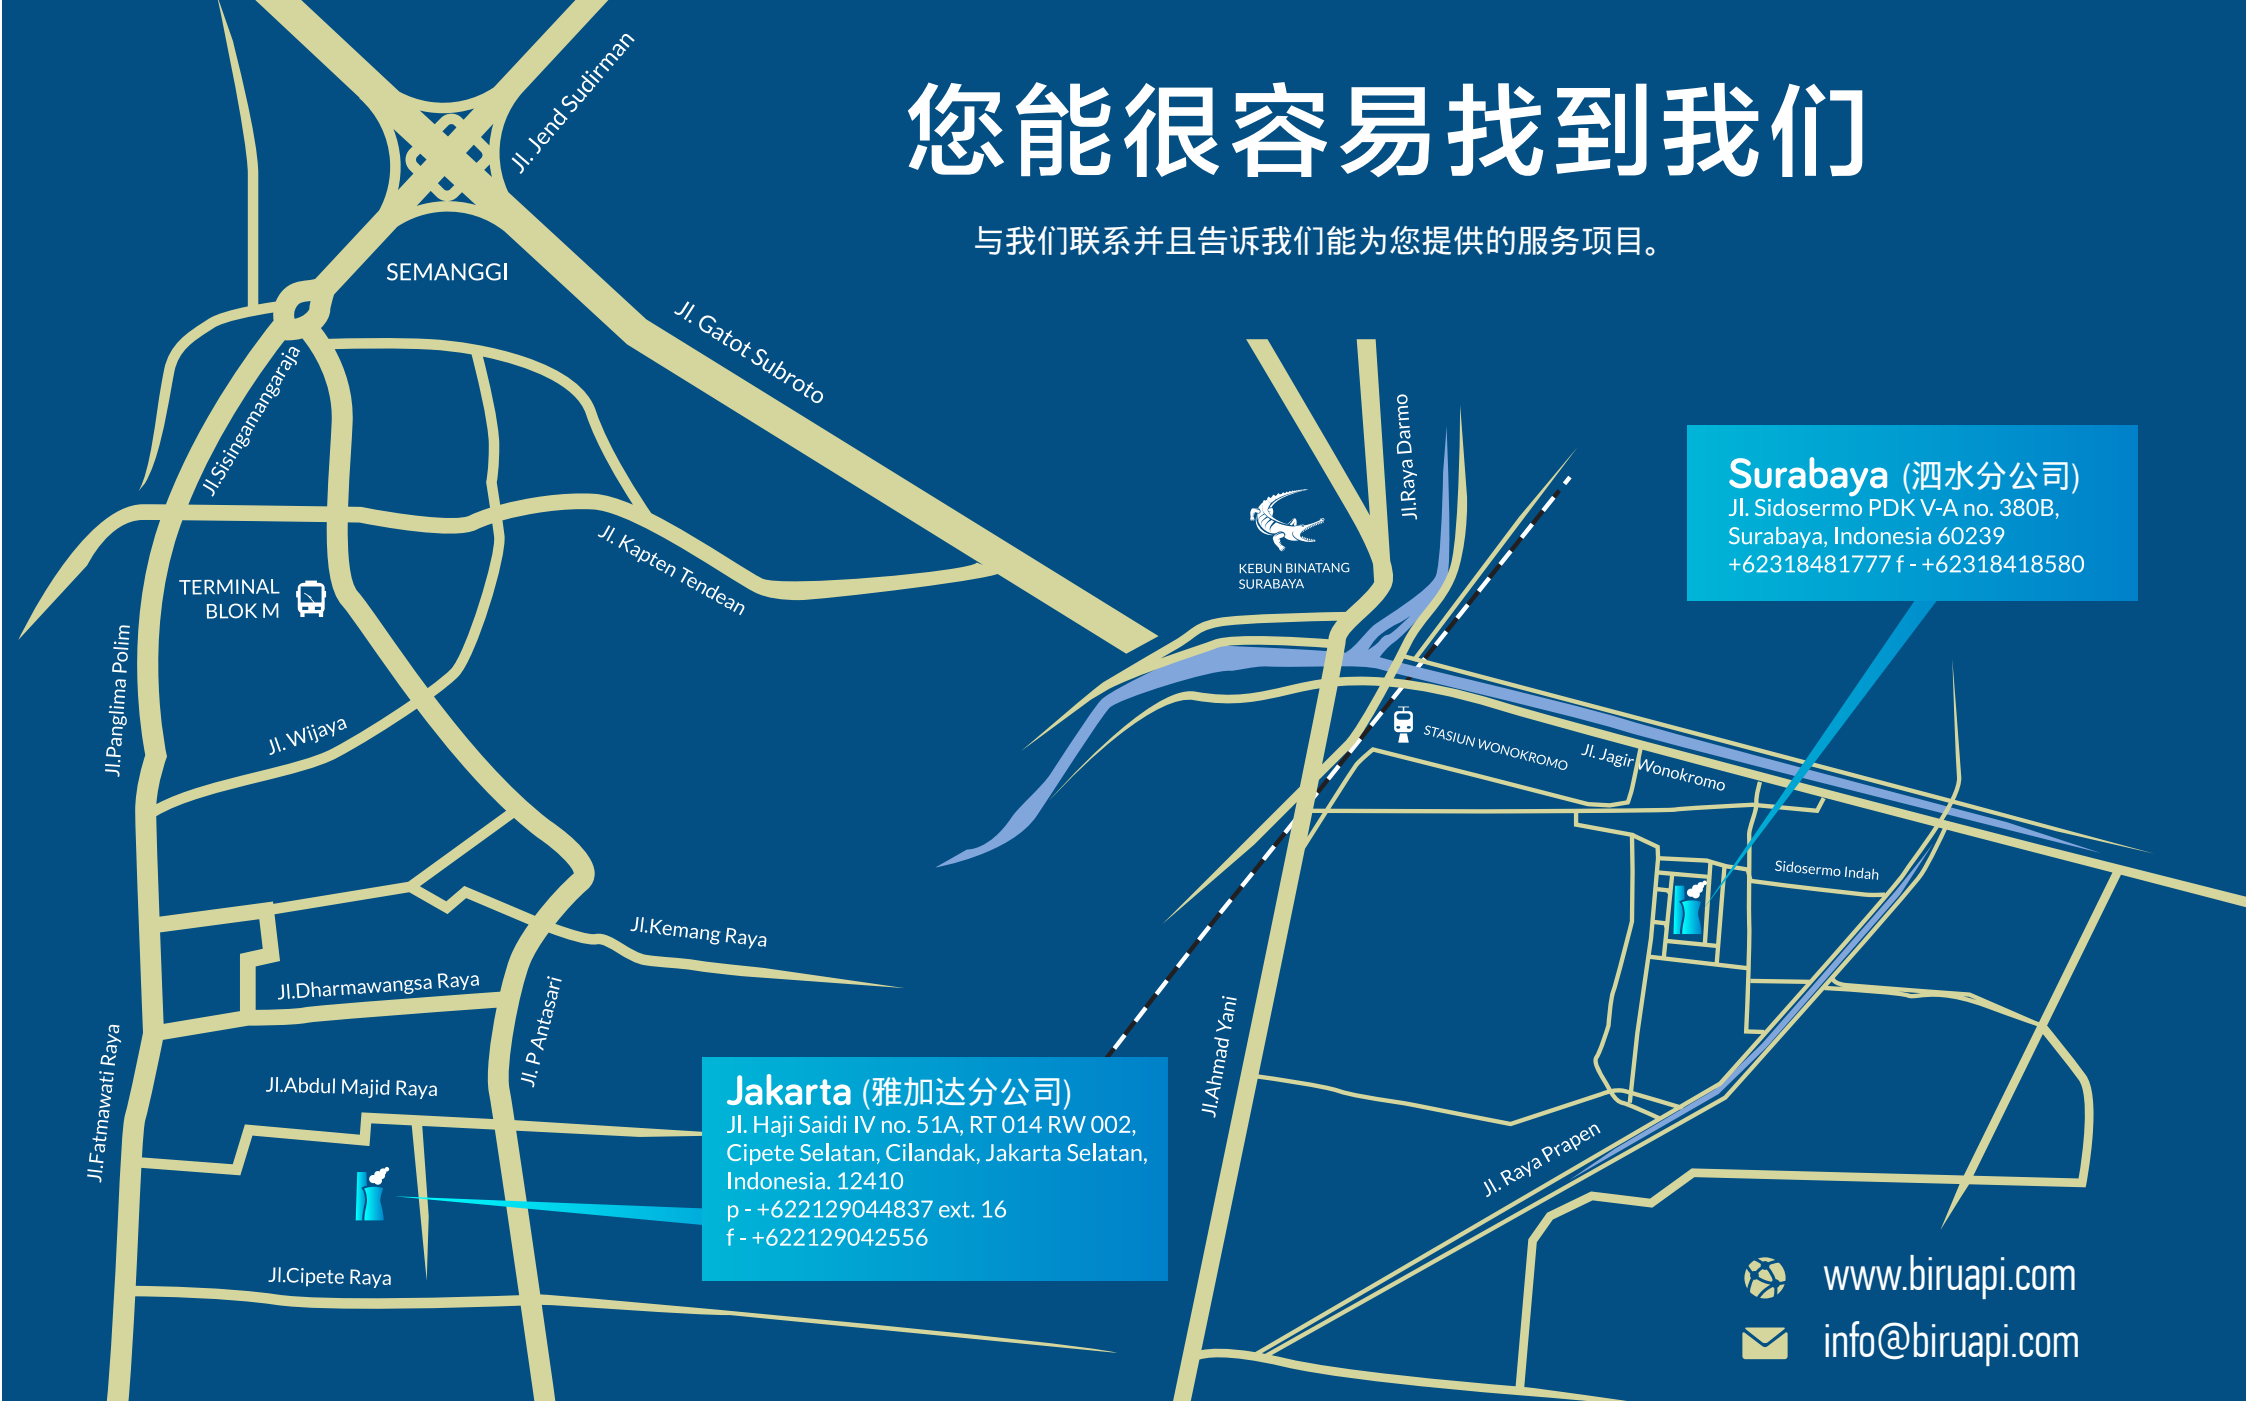 您能很容易找到我们
与我们联系并且告诉我们能为您提供的服务项目。
Jl. Jend Sudirman
SEMANGGI
Jl. Gatot Subroto
Jl.Sisingamangaraja
Jl. Kapten Tendean
TERMINAL
BLOK M
Jl.Panglima Polim
Jl. Wijaya
Jl.Kemang Raya
Jl.Dharmawangsa Raya
Jl. P Antasari
Jl.Fatmawati Raya
Jl.Abdul Majid Raya
Jl.Cipete Raya
Jakarta (雅加达分公司)
Jl. Haji Saidi IV no. 51A, RT 014 RW 002,
Cipete Selatan, Cilandak, Jakarta Selatan,
Indonesia. 12410
p - +622129044837 ext. 16
f - +622129042556
Jl.Raya Darmo
KEBUN BINATANG
SURABAYA
Surabaya (泗水分公司)
Jl. Sidosermo PDK V-A no. 380B,
Surabaya, Indonesia 60239
+62318481777 f - +62318418580
STASIUN WONOKROMO
Jl. Jagir Wonokromo
Sidosermo Indah
Jl.Ahmad Yani
Jl. Raya Prapen
www.biruapi.com
info@biruapi.com